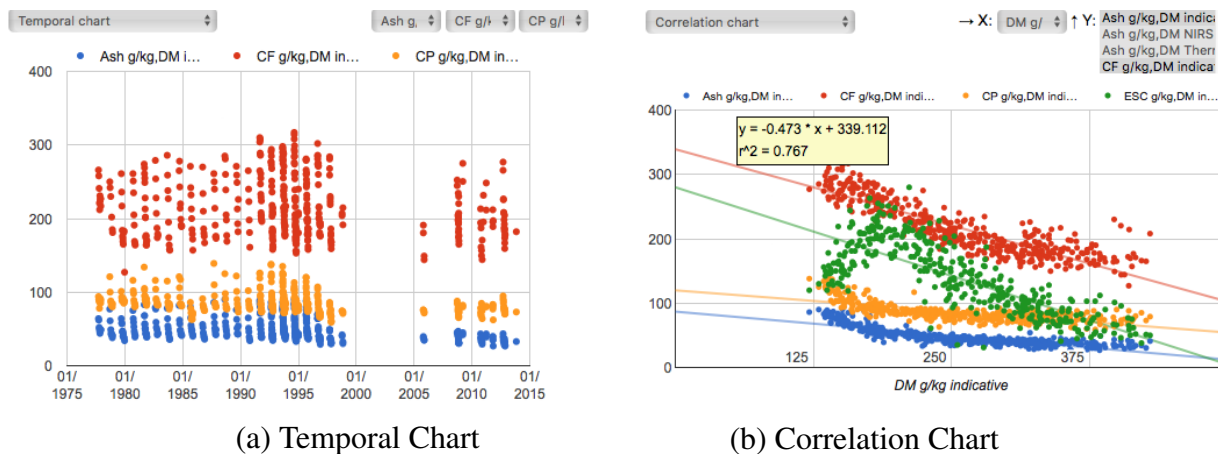 Temporal chart
Ash g, CF g/l CP g/l
Ash g/kg,DM i... CF g/kg,DM in... CP g/kg,DM in...
400
300
200
100
0
01/ 01/ 01/ 01/ 01/ 01/ 01/ 01/ 01/
1975 1980 1985 1990 1995 2000 2005 2010 2015
(a) Temporal Chart
Correlation chart
→ X: DM g/ ↑ Y:
Ash g/kg,DM indica
Ash g/kg,DM NIRS
Ash g/kg,DM Ther
CF g/kg,DM indicat
Ash g/kg,DM in... CF g/kg,DM indi... CP g/kg,DM indi... ESC g/kg,DM in...
400
y = -0.473 * x + 339.112
r^2 = 0.767
300
200
100
0
125 250 375
DM g/kg indicative
(b) Correlation Chart